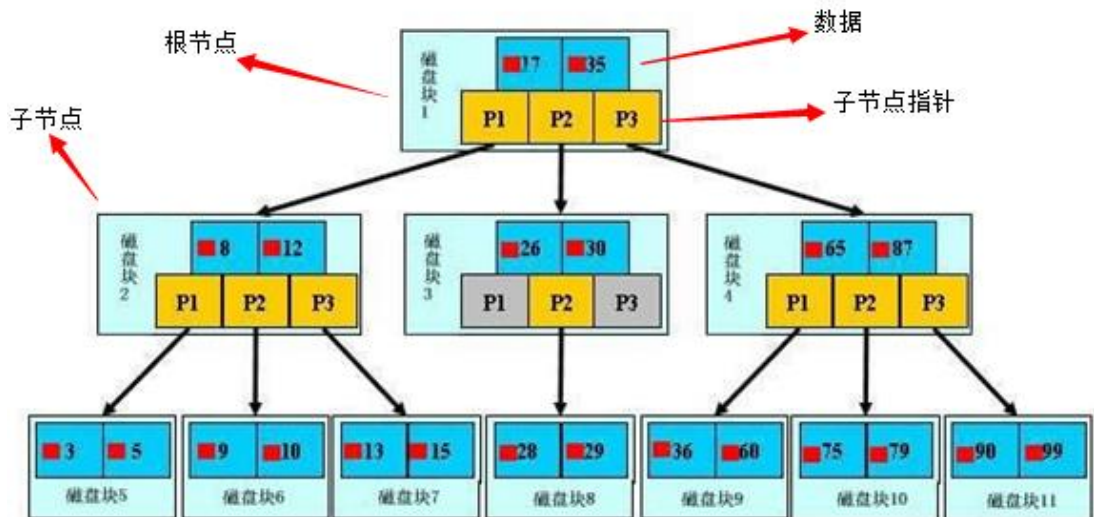 数据
根节点
磁盘块1
17 35
P1 P2 P3
子节点指针
子节点
磁盘块2
8 12
P1 P2 P3
磁盘块3
26 30
P1 P2 P3
磁盘块4
65 87
P1 P2 P3
3 5
磁盘块5
9 10
磁盘块6
13 15
磁盘块7
28 29
磁盘块8
36 60
磁盘块9
75 79
磁盘块10
90 99
磁盘块11